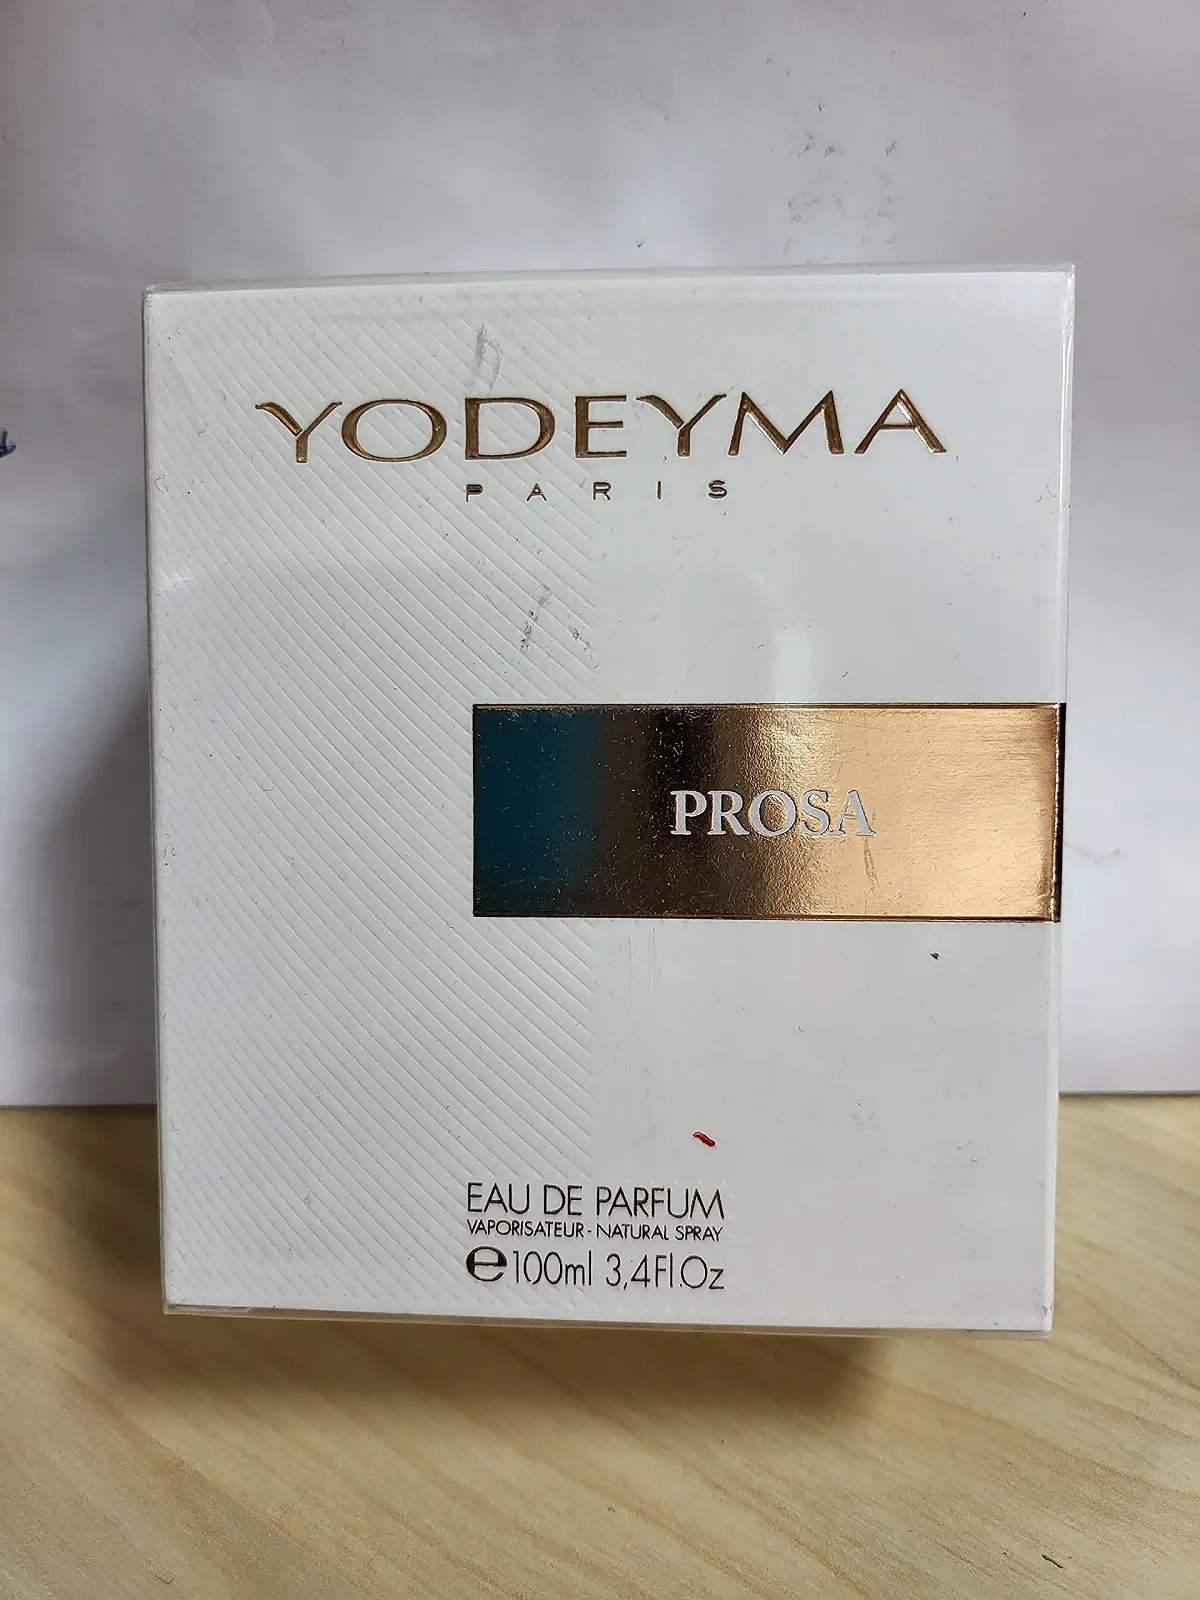 YODEYMA
PARIS
PROSA
EAU DE PARFUM
VAPORISATEUR - NATURAL SPRAY
℮100ml 3,4Fl.Oz